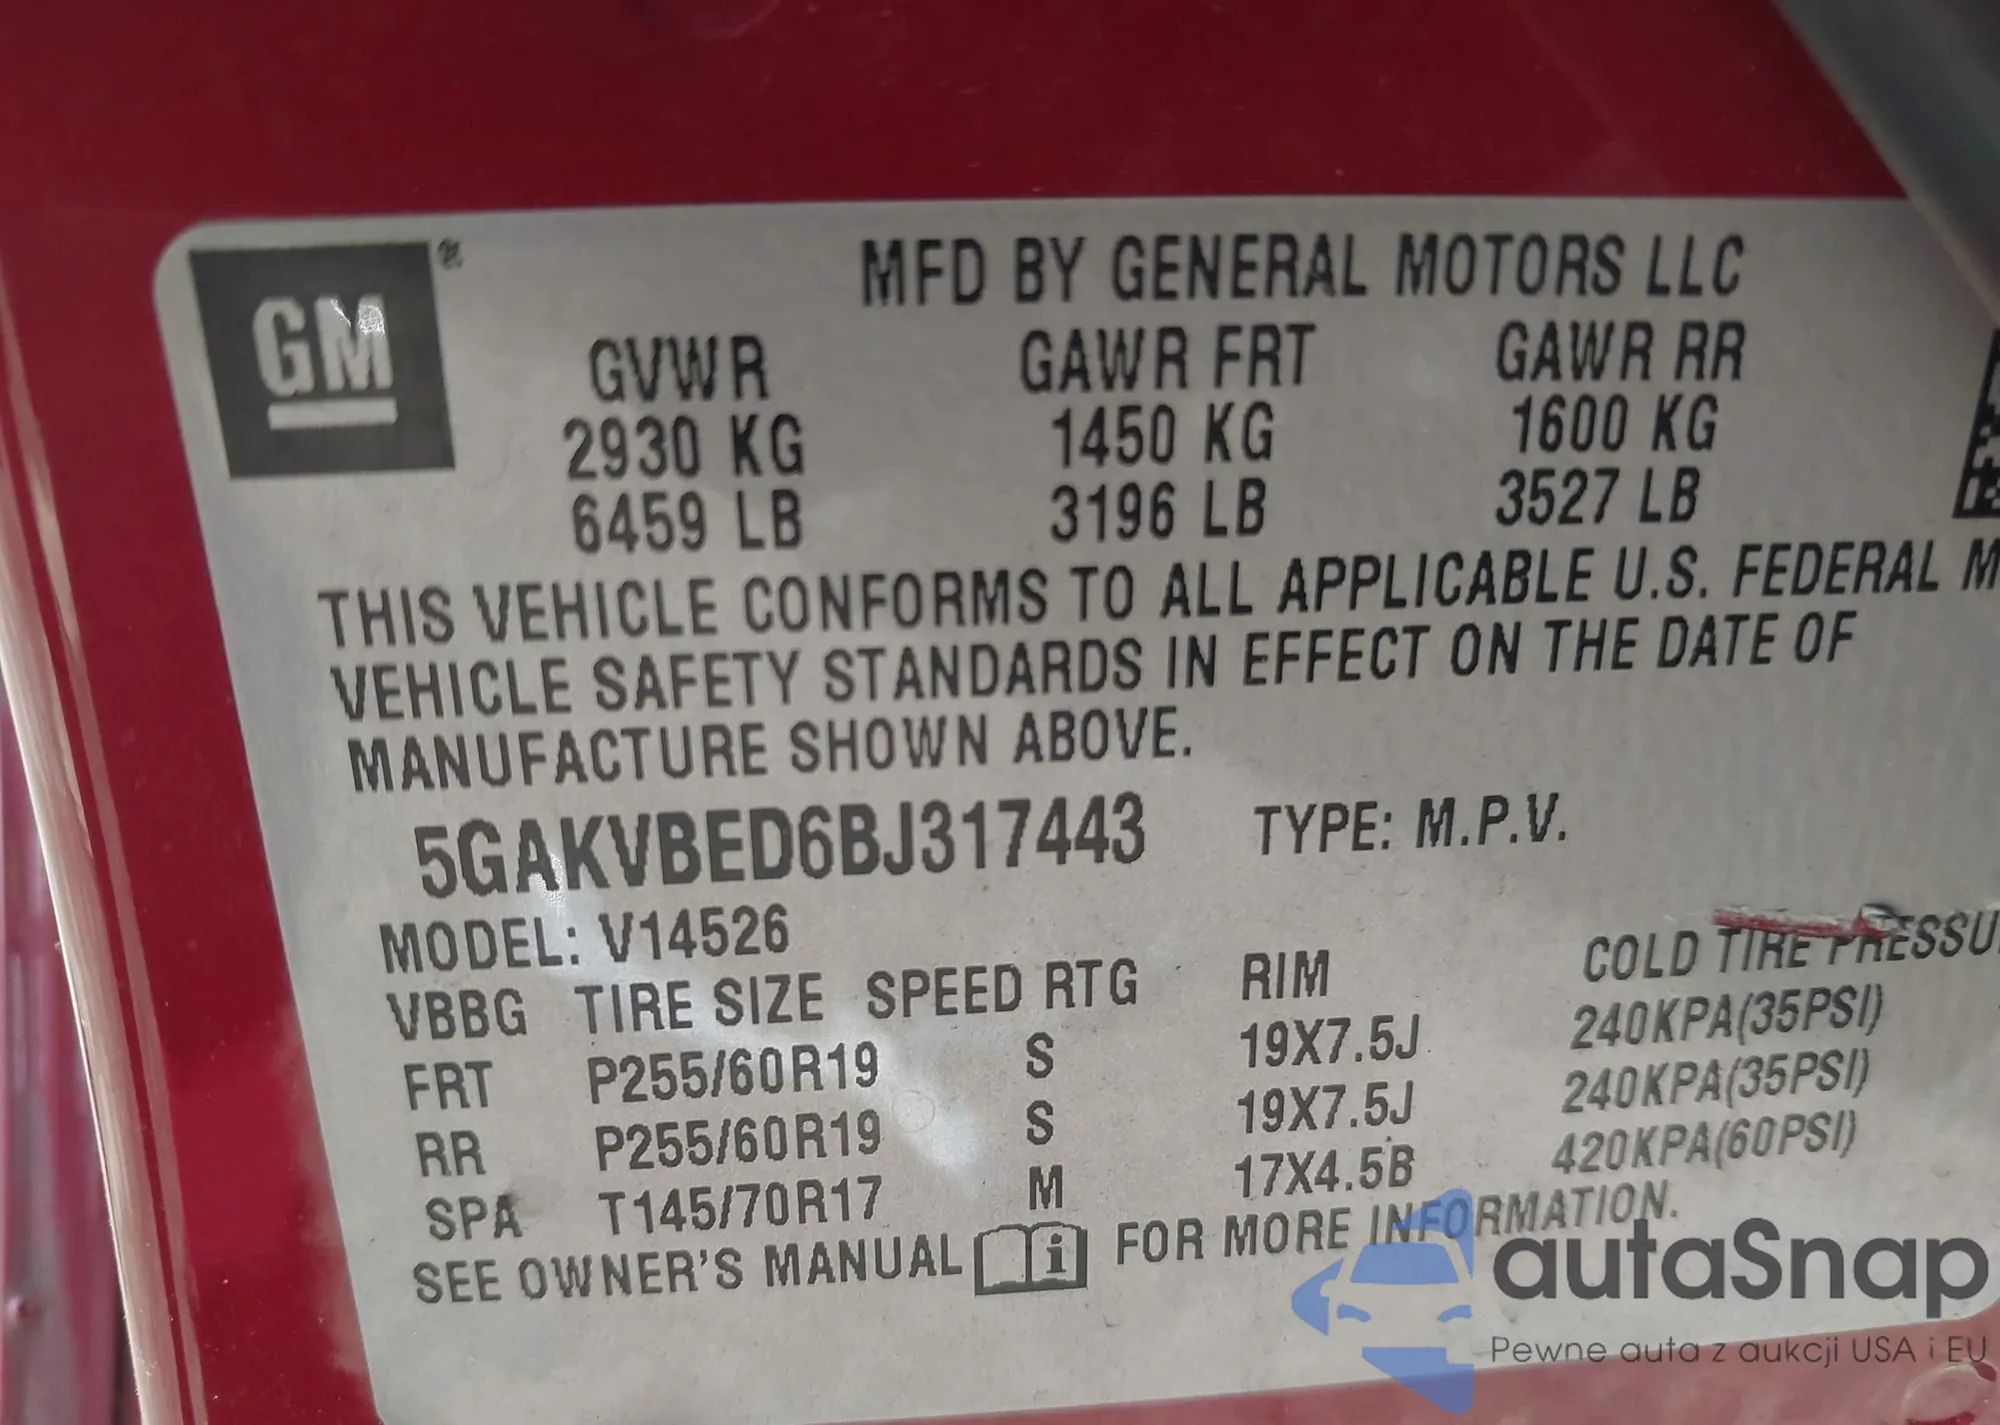 GM ®
MFD BY GENERAL MOTORS LLC
GVWR GAWR FRT GAWR RR
2930 KG 1450 KG 1600 KG
6459 LB 3196 LB 3527 LB
THIS VEHICLE CONFORMS TO ALL APPLICABLE U.S. FEDERAL M
VEHICLE SAFETY STANDARDS IN EFFECT ON THE DATE OF
MANUFACTURE SHOWN ABOVE.
5GAKVBED6BJ317443 TYPE: M.P.V.
MODEL: V14526
VBBG TIRE SIZE SPEED RTG RIM COLD TIRE PRESSU
FRT P255/60R19 S 19X7.5J 240KPA(35PSI)
RR P255/60R19 S 19X7.5J 240KPA(35PSI)
SPA T145/70R17 M 17X4.5B 420KPA(60PSI)
SEE OWNER'S MANUAL i FOR MORE INFORMATION.
autaSnap
Pewne auta z aukcji USA i EU